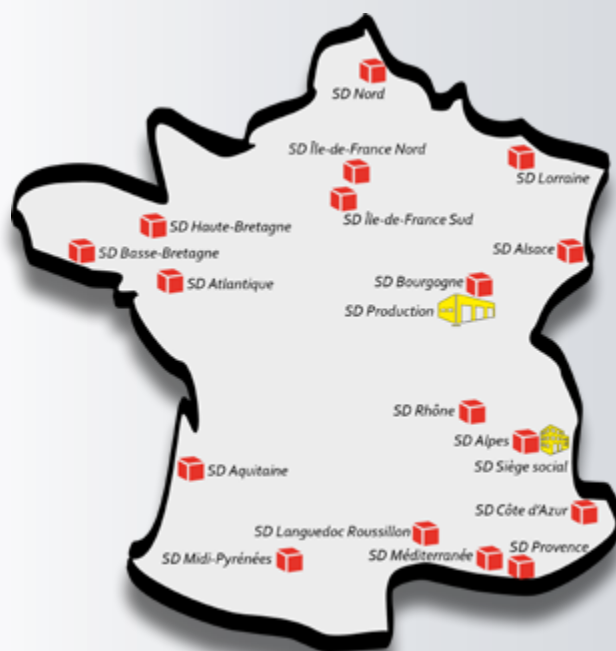 SD Nord
SD Île-de-France Nord
SD Lorraine
SD Île-de-France Sud
SD Haute-Bretagne
SD Basse-Bretagne
SD Alsace
SD Atlantique
SD Bourgogne
SD Production
SD Rhône
SD Alpes
SD Siège social
SD Aquitaine
SD Côte d'Azur
SD Languedoc Roussillon
SD Provence
SD Midi-Pyrénées
SD Méditerranée